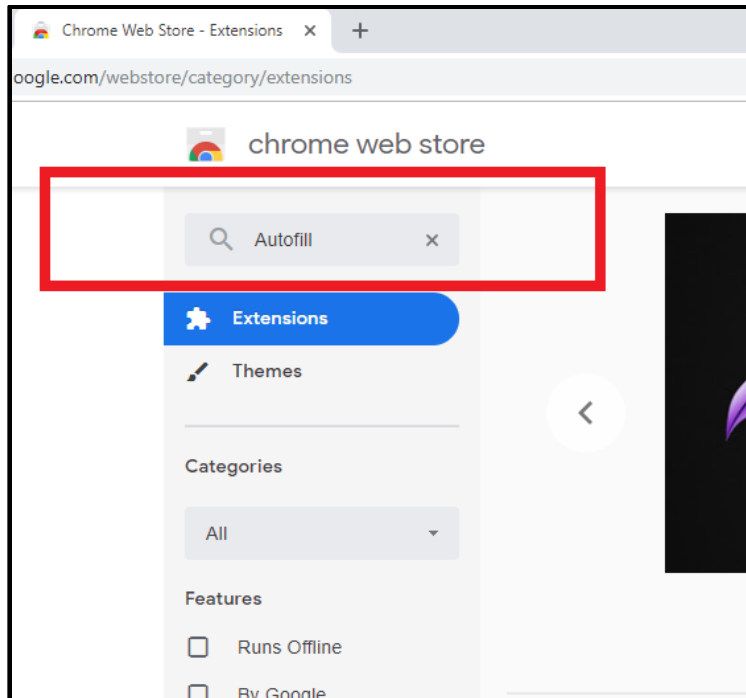 Chrome Web Store - Extensions
oogle.com/webstore/category/extensions
chrome web store
Autofill
Extensions
Themes
Categories
All
Features
Runs Offline
By Google